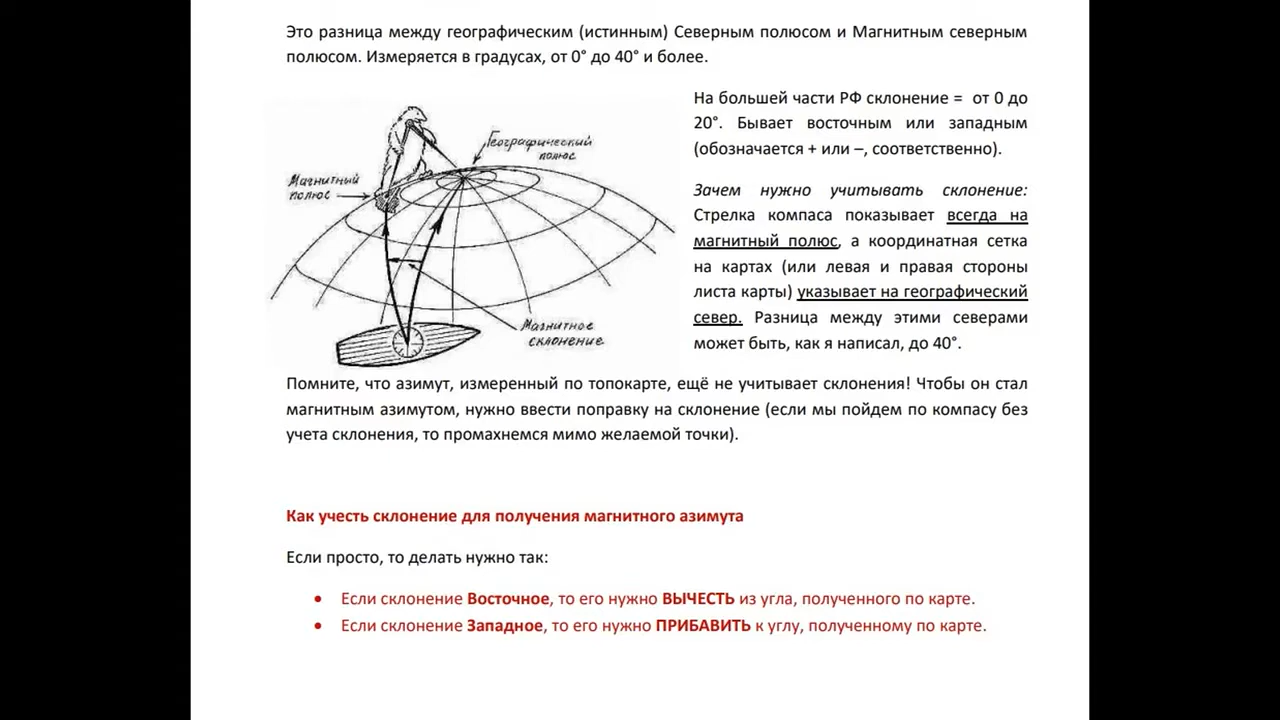 Это разница между географическим (истинным) Северным полюсом и Магнитным северным
полюсом. Измеряется в градусах, от 0° до 40° и более.
Географический
полюс
Магнитный
полюс
Магнитное
склонение
На большей части РФ склонение = от 0 до
20°. Бывает восточным или западным
(обозначается + или –, соответственно).
Зачем нужно учитывать склонение:
Стрелка компаса показывает всегда на
магнитный полюс, а координатная сетка
на картах (или левая и правая стороны
листа карты) указывает на географический
север. Разница между этими северами
может быть, как я написал, до 40°.
Помните, что азимут, измеренный по топокарте, ещё не учитывает склонения! Чтобы он стал
магнитным азимутом, нужно ввести поправку на склонение (если мы пойдем по компасу без
учета склонения, то промахнемся мимо желаемой точки).
Как учесть склонение для получения магнитного азимута
Если просто, то делать нужно так:
• Если склонение Восточное, то его нужно ВЫЧЕСТЬ из угла, полученного по карте.
• Если склонение Западное, то его нужно ПРИБАВИТЬ к углу, полученному по карте.